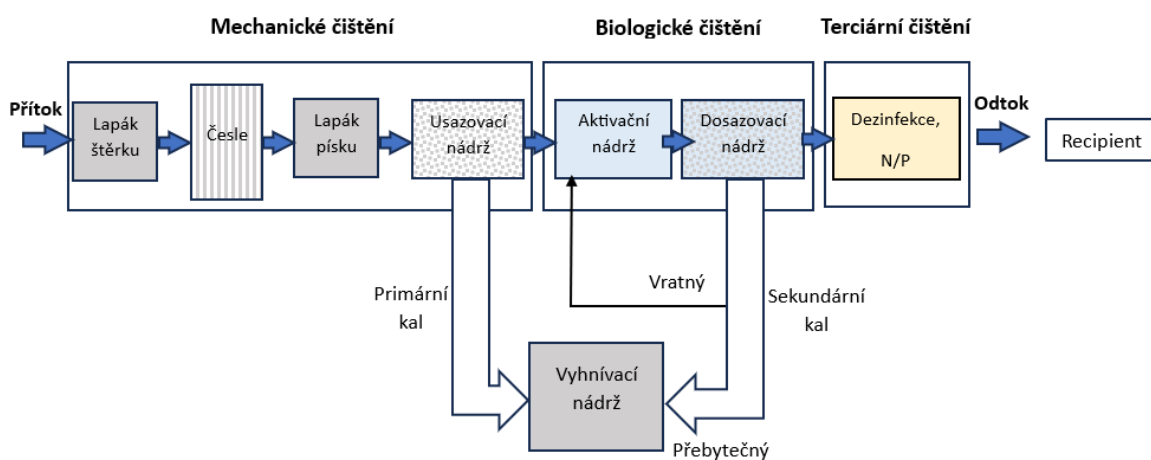 Mechanické čištění
Biologické čištění
Terciární čištění
Přítok
Lapák
štěrku
Česle
Lapák
písku
Usazovací
nádrž
Aktivační
nádrž
Dosazovací
nádrž
Dezinfekce,
N/P
Odtok
Recipient
Primární
kal
Vratný
Sekundární
kal
Vyhnívací
nádrž
Přebytečný